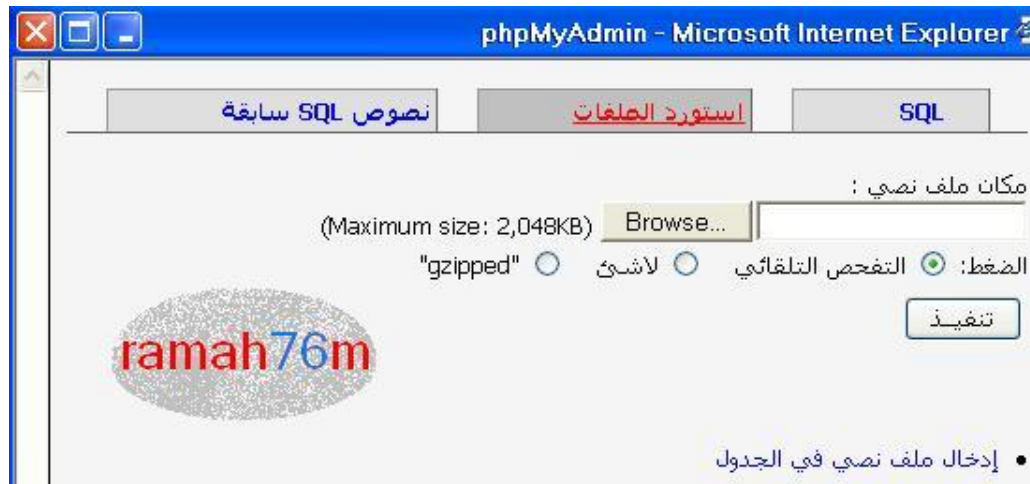 phpMyAdmin - Microsoft Internet Explorer
SQL استورد الملفات نصوص SQL سابقة
مكان ملف نصي :
Browse... (Maximum size: 2,048KB)
الضغط: التفحص التلقائي لاشئ "gzipped"
تنفيــذ
ramah76m
إدخال ملف نصي في الجدول